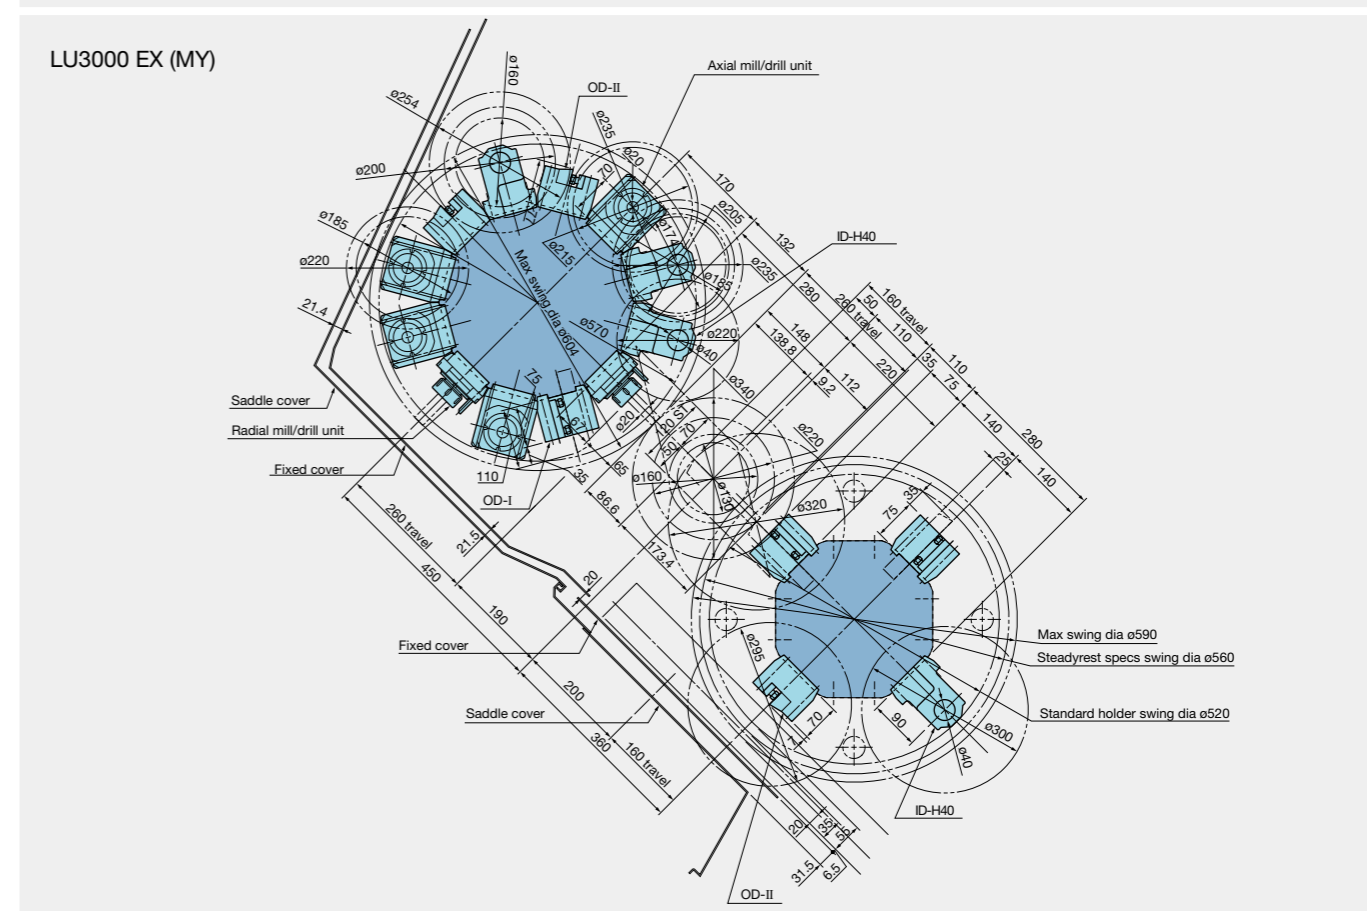 LU3000 EX (MY)
Axial mill/drill unit
OD-II
ø160
ø254
ø235
ø20
70
ø200
170
ø205
132
ø185
ø215
ø235
ID-H40
ø220
Max swing dia ø604
ø185
280
260 travel
50
160 travel
110
21.4
ø570
ø220
148
138.8
110
35
220
ø40
9.2
112
75
75
ø340
140
280
Saddle cover
67
ø20
Radial mill/drill unit
20
70
50
ø220
25
140
Fixed cover
110
OD-I
35
65
ø160
ø130
ø320
75
35
86.6
260 travel
450
21.5
173.4
20
190
Max swing dia ø590
Fixed cover
ø295
Steadyrest specs swing dia ø560
200
Saddle cover
70
90
Standard holder swing dia ø520
360
ø300
160 travel
7
ø40
ID-H40
20
35
55
31.5
6.5
OD-II